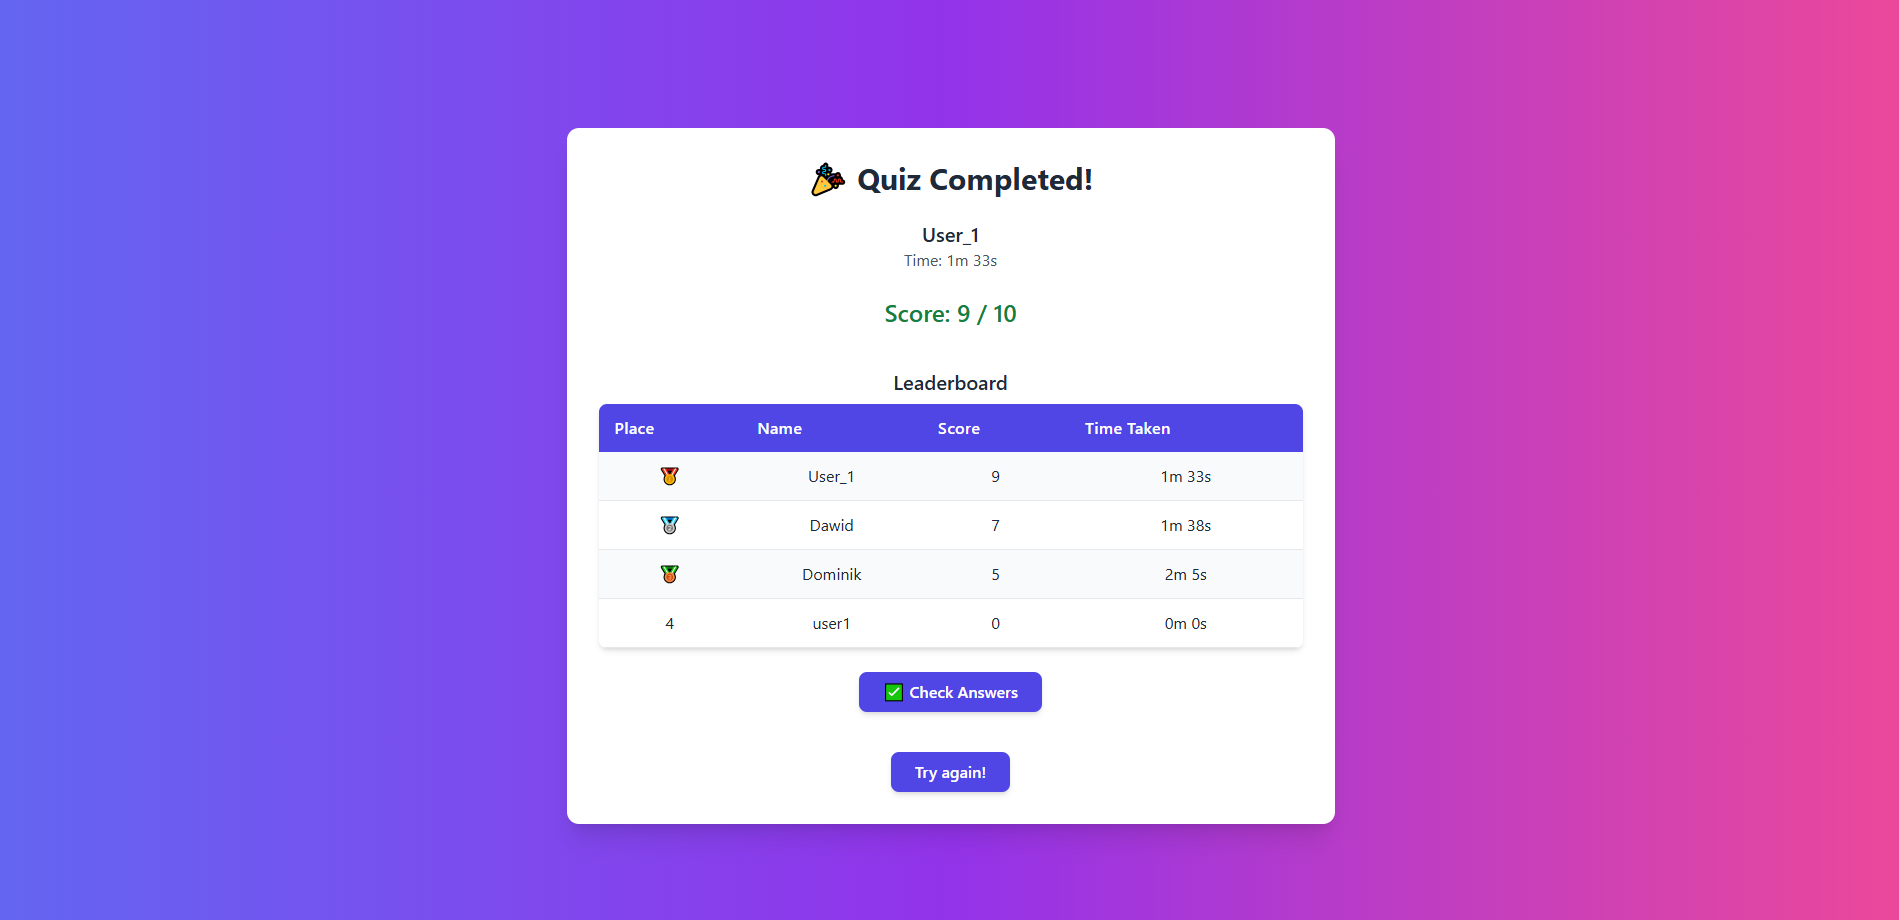 Quiz Completed!
User_1
Time: 1m 33s
Score: 9 / 10
Leaderboard
Place Name Score Time Taken
User_1 9 1m 33s
Dawid 7 1m 38s
Dominik 5 2m 5s
4 user1 0 0m 0s
Check Answers
Try again!